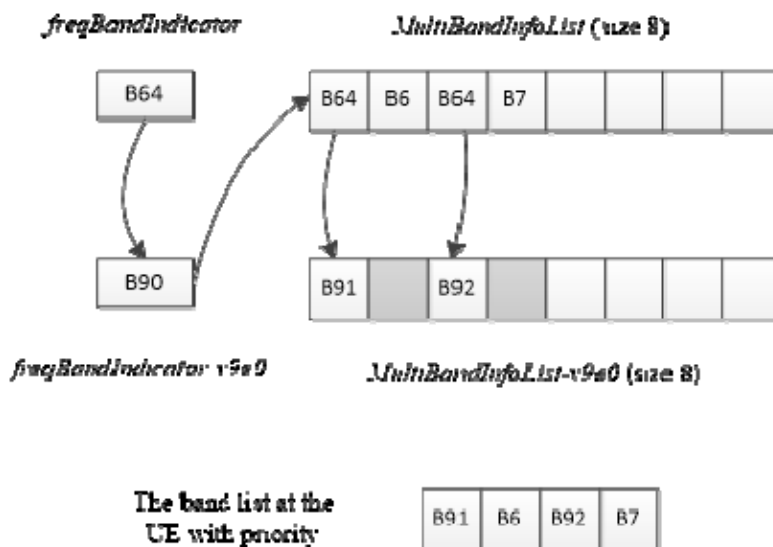 freqBandIndicator
MultiBandInfoList (size 8)
B64
B64 B6 B64 B7
B90
B91 B92
freqBandIndicator-v9e0
MultiBandInfoList-v9e0 (size 8)
The band list at the
UE with priority
B91 B6 B92 B7